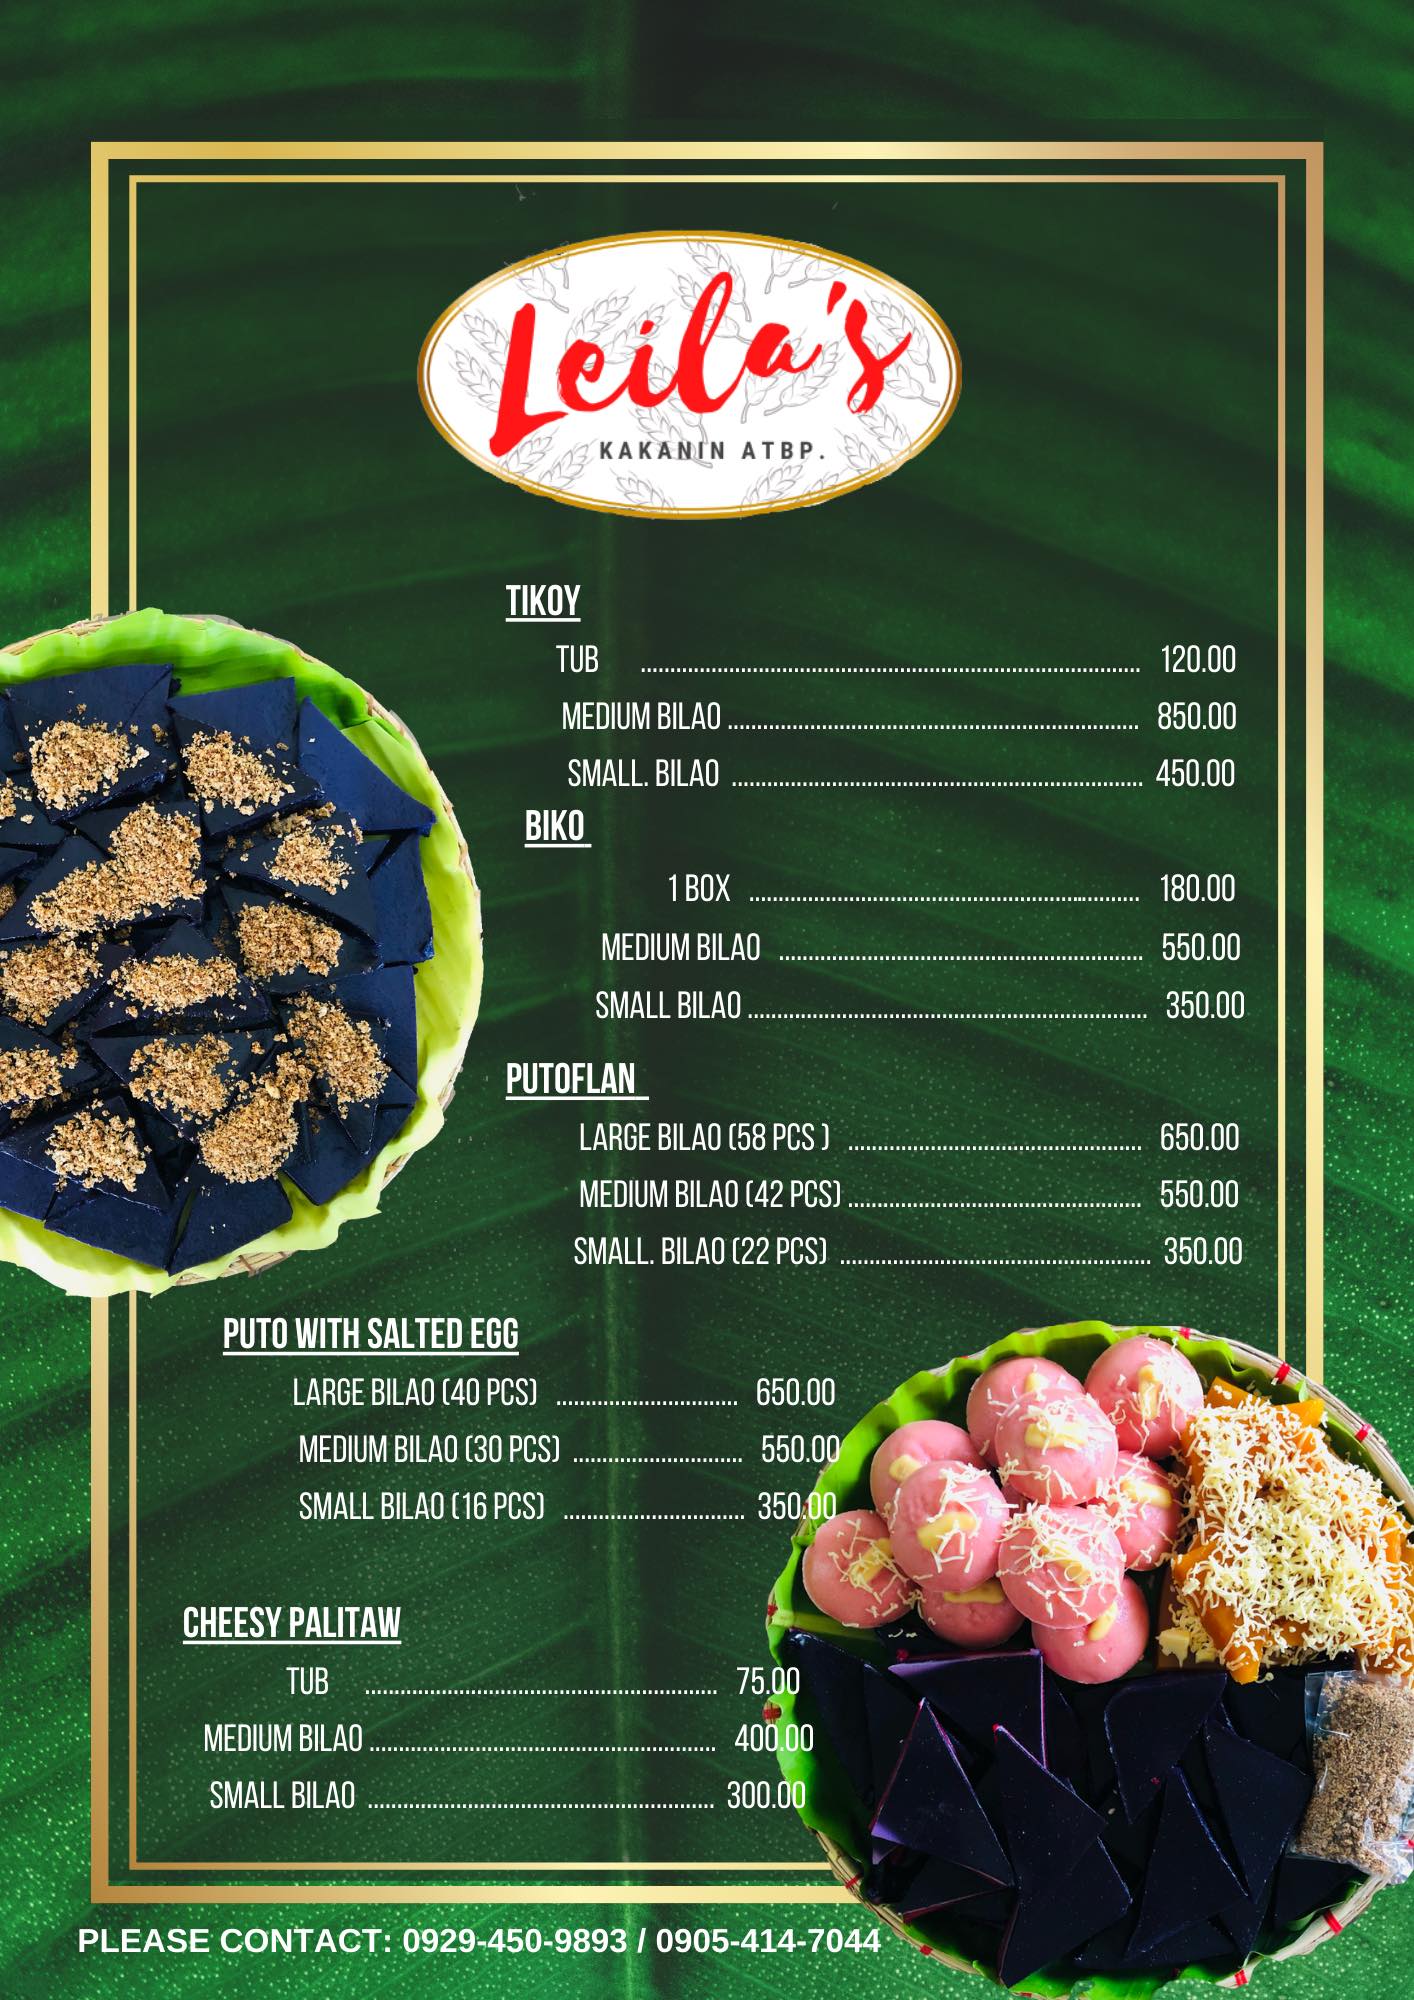 Leila's
KAKANIN ATBP.
TIKOY
TUB ........................ 120.00
MEDIUM BILAO ........................ 850.00
SMALL. BILAO ........................ 450.00
BIKO
1 BOX ........................ 180.00
MEDIUM BILAO ........................ 550.00
SMALL BILAO ........................ 350.00
PUTOFLAN
LARGE BILAO (58 PCS ) ........................ 650.00
MEDIUM BILAO (42 PCS) ........................ 550.00
SMALL. BILAO (22 PCS) ........................ 350.00
PUTO WITH SALTED EGG
LARGE BILAO (40 PCS) ........................ 650.00
MEDIUM BILAO (30 PCS) ........................ 550.00
SMALL BILAO (16 PCS) ........................ 350.00
CHEESY PALITAW
TUB ........................ 75.00
MEDIUM BILAO ........................ 400.00
SMALL BILAO ........................ 300.00
PLEASE CONTACT: 0929-450-9893 / 0905-414-7044